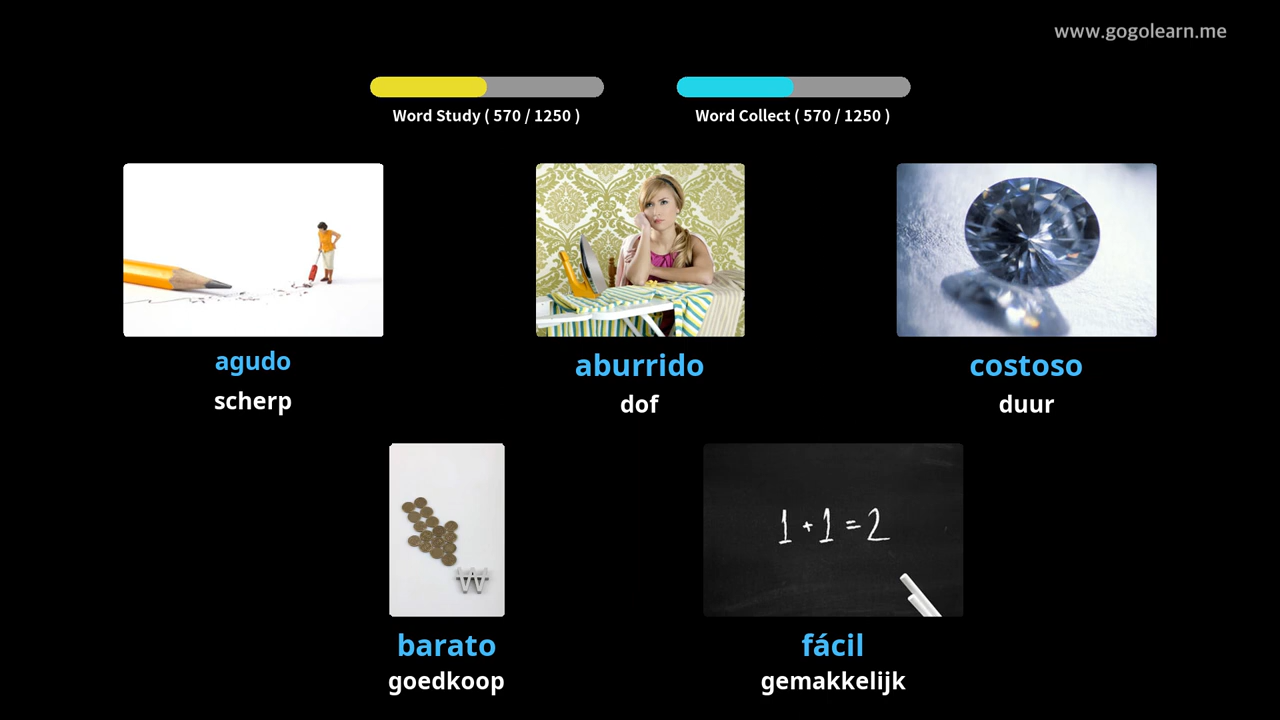 www.gogolearn.me
Word Study ( 570 / 1250 )
Word Collect ( 570 / 1250 )
agudo
scherp
aburrido
dof
costoso
duur
1 + 1 = 2
₩
barato
goedkoop
fácil
gemakkelijk